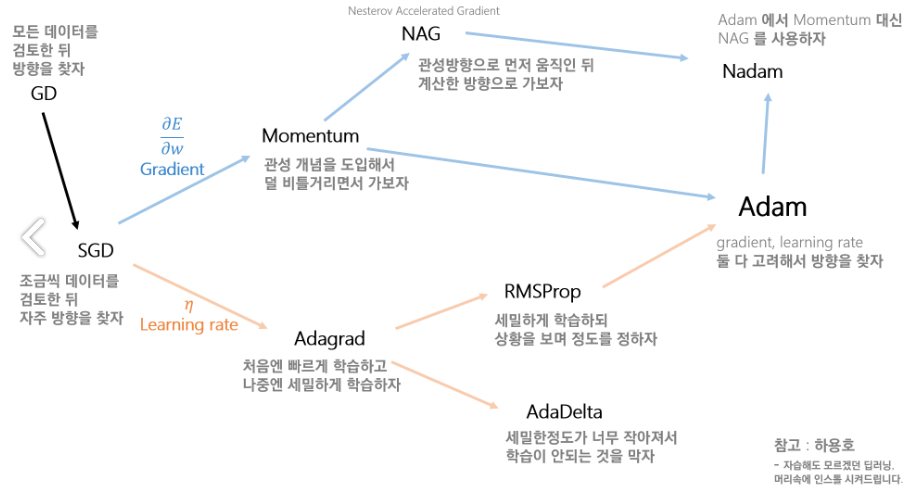 모든 데이터를
검토한 뒤
방향을 찾자
GD
Nesterov Accelerated Gradient
NAG
관성방향으로 먼저 움직인 뒤
계산한 방향으로 가보자
Adam 에서 Momentum 대신
NAG 를 사용하자
Nadam
∂E
∂w
Gradient
Momentum
관성 개념을 도입해서
덜 비틀거리면서 가보자
Adam
gradient, learning rate
둘 다 고려해서 방향을 찾자
SGD
조금씩 데이터를
검토한 뒤
자주 방향을 찾자
η
Learning rate
Adagrad
처음엔 빠르게 학습하고
나중엔 세밀하게 학습하자
RMSProp
세밀하게 학습하되
상황을 보며 정도를 정하자
AdaDelta
세밀한정도가 너무 작아져서
학습이 안되는 것을 막자
참고 : 하용호
- 자습해도 모르겠던 딥러닝,
머리속에 인스톨 시켜드립니다.